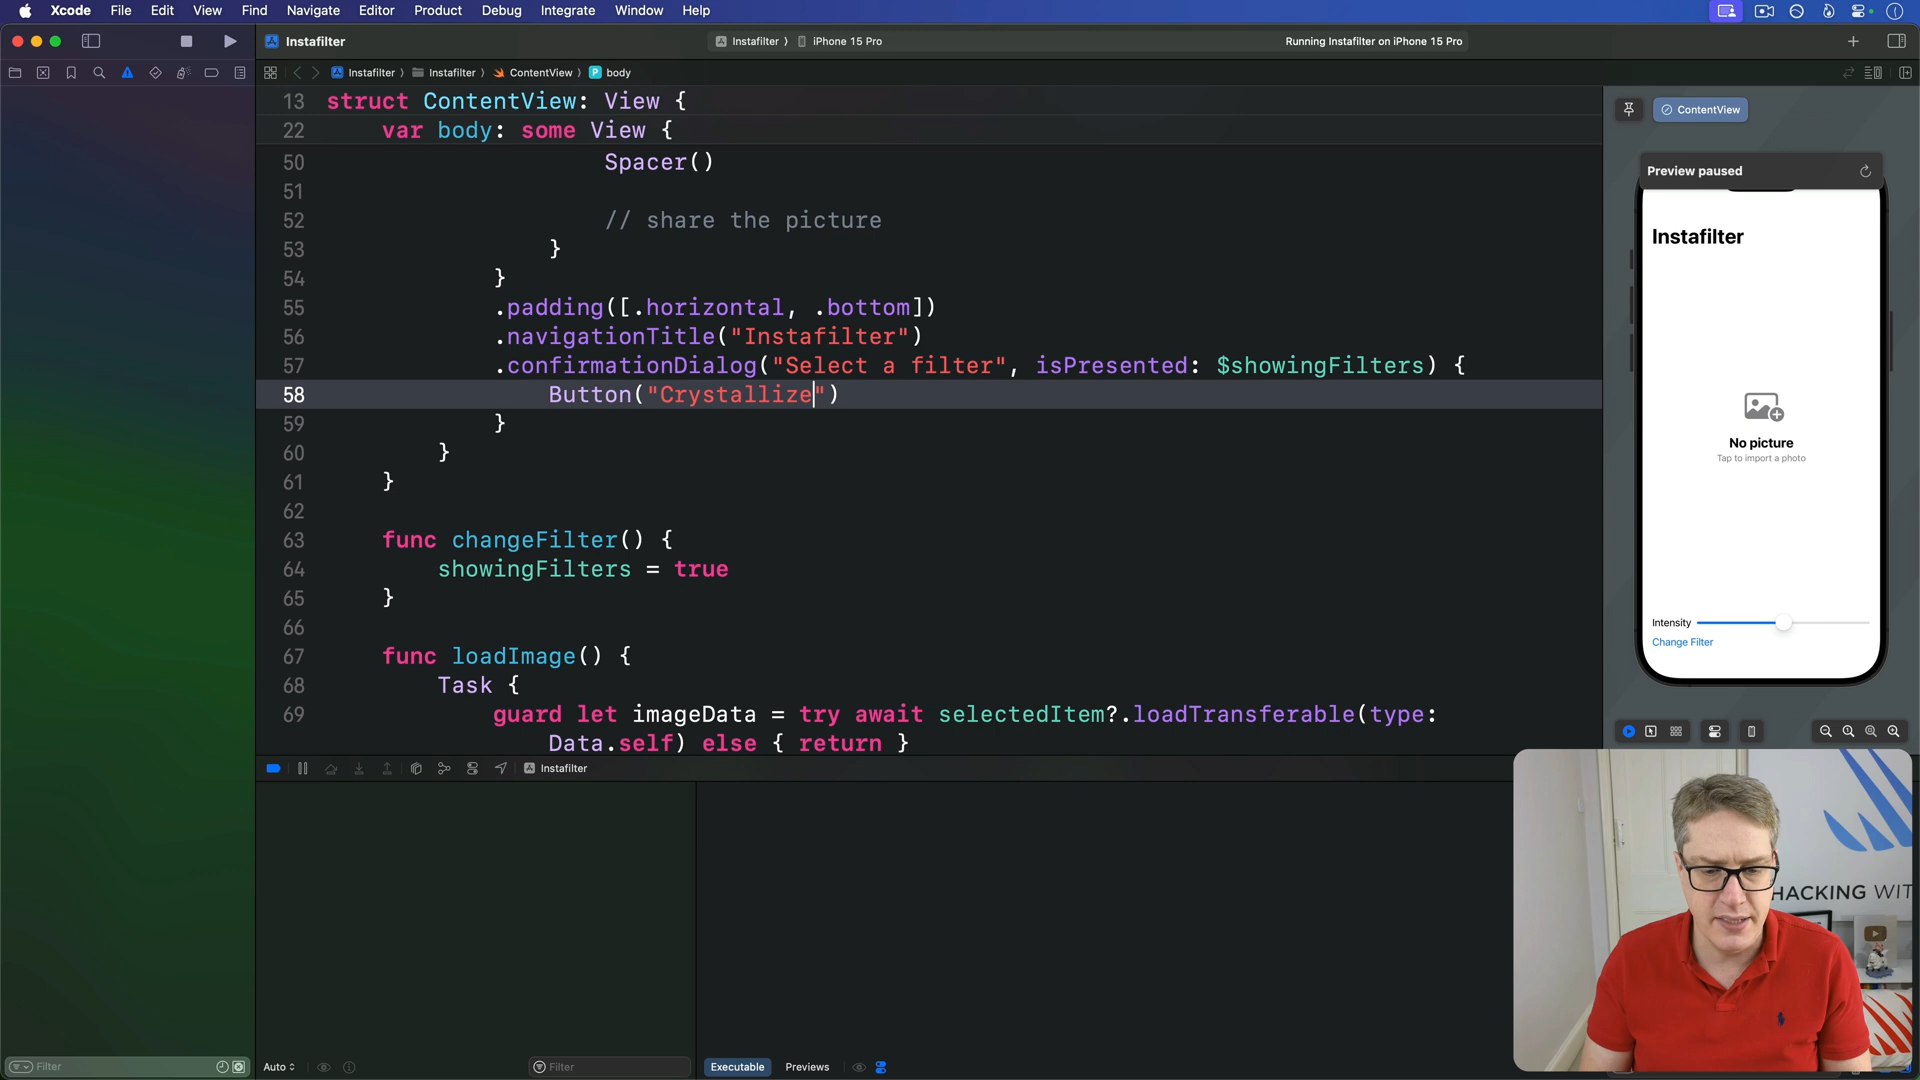 Xcode File Edit View Find Navigate Editor Product Debug Integrate Window Help
Instafilter
Instafilter 〉 iPhone 15 Pro
Running Instafilter on iPhone 15 Pro
Instafilter 〉 Instafilter 〉 ContentView 〉 P body
13 struct ContentView: View {
22 var body: some View {
50 Spacer()
51
52 // share the picture
53 }
54 }
55 .padding([.horizontal, .bottom])
56 .navigationTitle("Instafilter")
57 .confirmationDialog("Select a filter", isPresented: $showingFilters) {
58 Button("Crystallize")
59 }
60 }
61 }
62
63 func changeFilter() {
64 showingFilters = true
65 }
66
67 func loadImage() {
68 Task {
69 guard let imageData = try await selectedItem?.loadTransferable(type:
Data.self) else { return }
ContentView
Preview paused
Instafilter
No picture
Tap to import a photo
Intensity
Change Filter
Instafilter
HACKING WIT
Filter
Auto
Filter
Executable
Previews